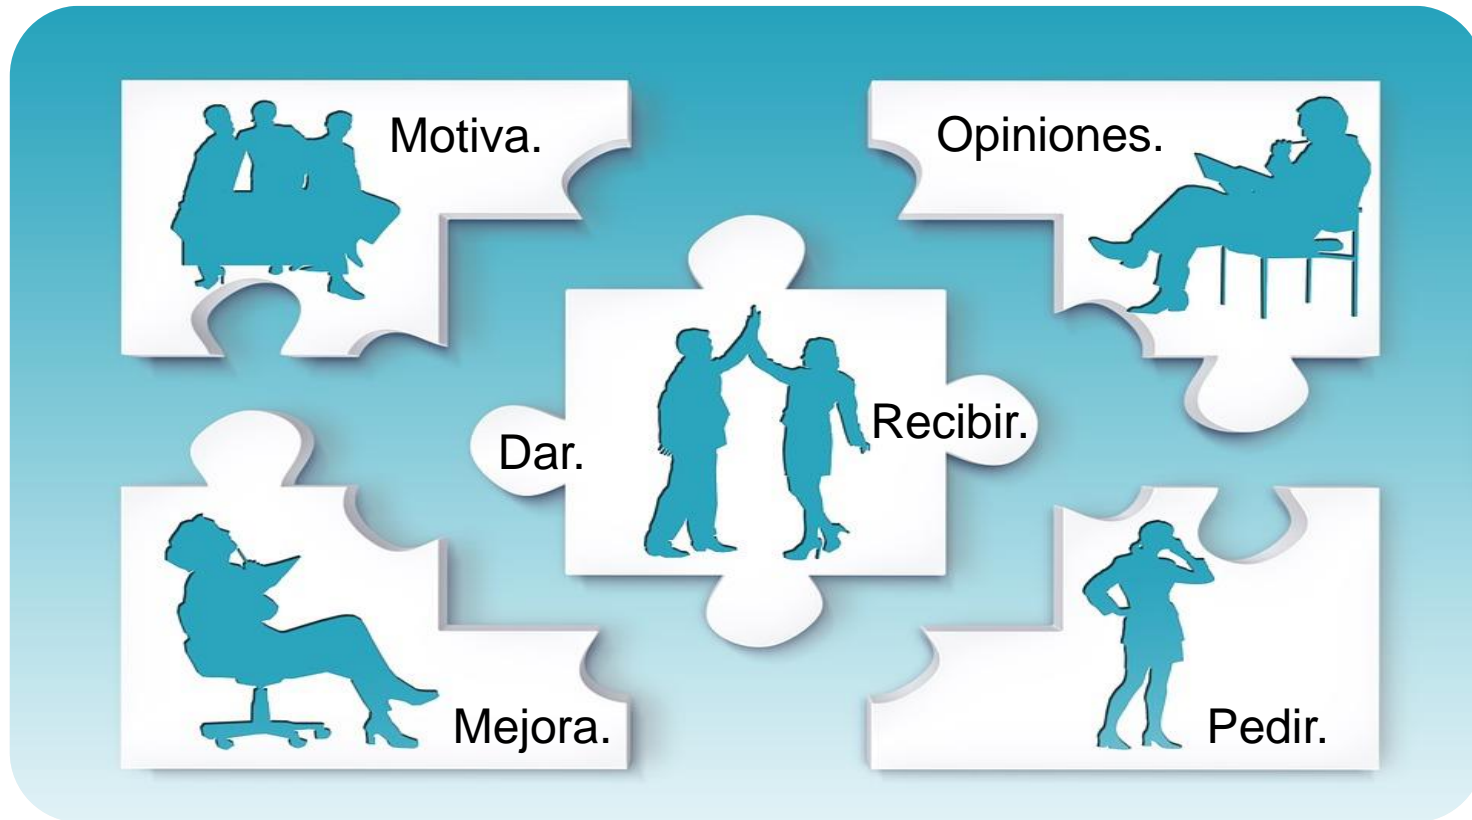 Motiva.
Opiniones.
Dar.
Recibir.
Mejora.
Pedir.